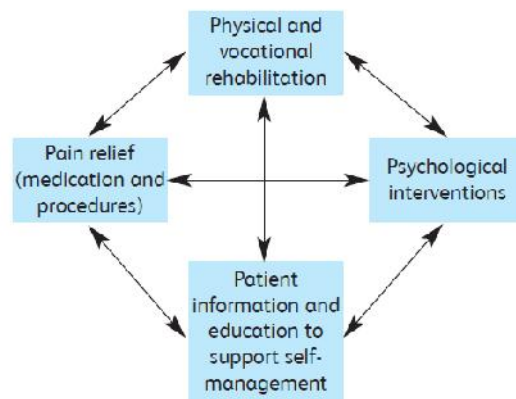 Physical and
vocational
rehabilitation
Pain relief
(medication and
procedures)
Psychological
interventions
Patient
information and
education to
support self-
management